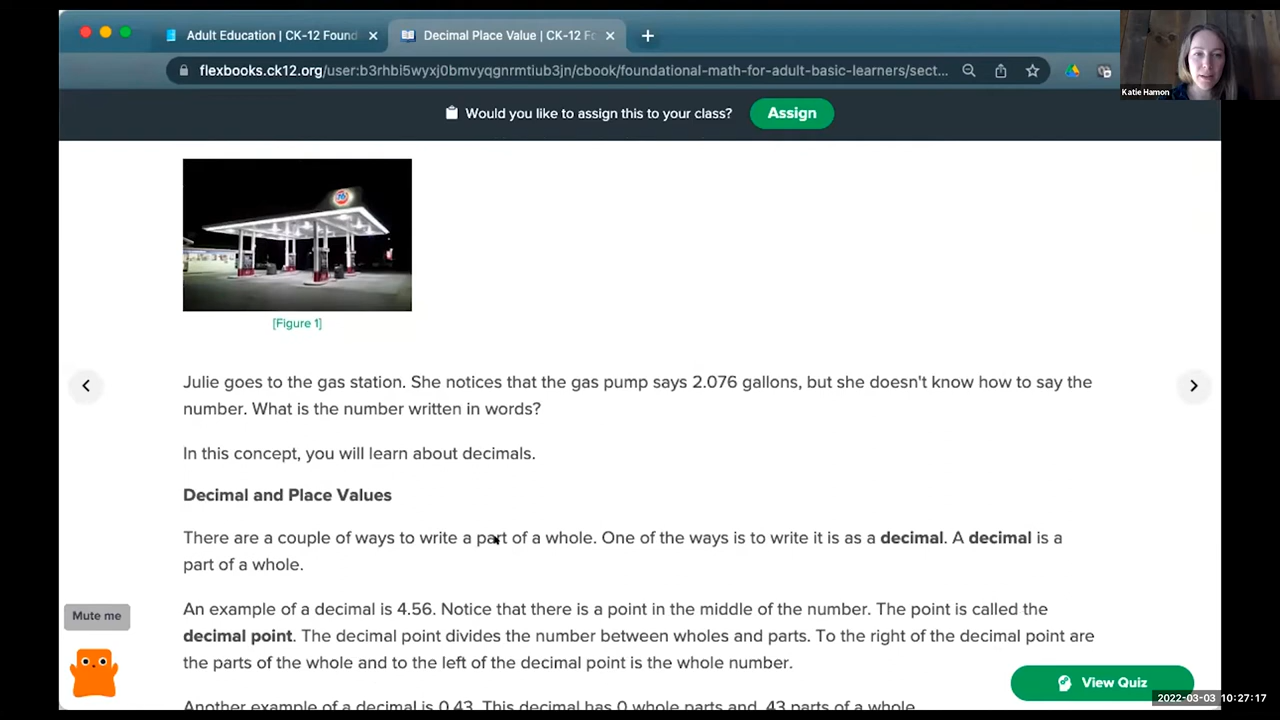 Adult Education | CK-12 Found
Decimal Place Value | CK-12 Fo
flexbooks.ck12.org/user:b3rhbi5wyxj0bmvyqgnrmtiub3jn/cbook/foundational-math-for-adult-basic-learners/sect...
Katie Hamon
Would you like to assign this to your class?
Assign
[Figure 1]
Julie goes to the gas station. She notices that the gas pump says 2.076 gallons, but she doesn't know how to say the
number. What is the number written in words?
In this concept, you will learn about decimals.
Decimal and Place Values
There are a couple of ways to write a part of a whole. One of the ways is to write it is as a decimal. A decimal is a
part of a whole.
An example of a decimal is 4.56. Notice that there is a point in the middle of the number. The point is called the
decimal point. The decimal point divides the number between wholes and parts. To the right of the decimal point are
the parts of the whole and to the left of the decimal point is the whole number.
Another example of a decimal is 0.43. This decimal has 0 whole parts and .43 parts of a whole.
Mute me
View Quiz
2022-03-03 10:27:17